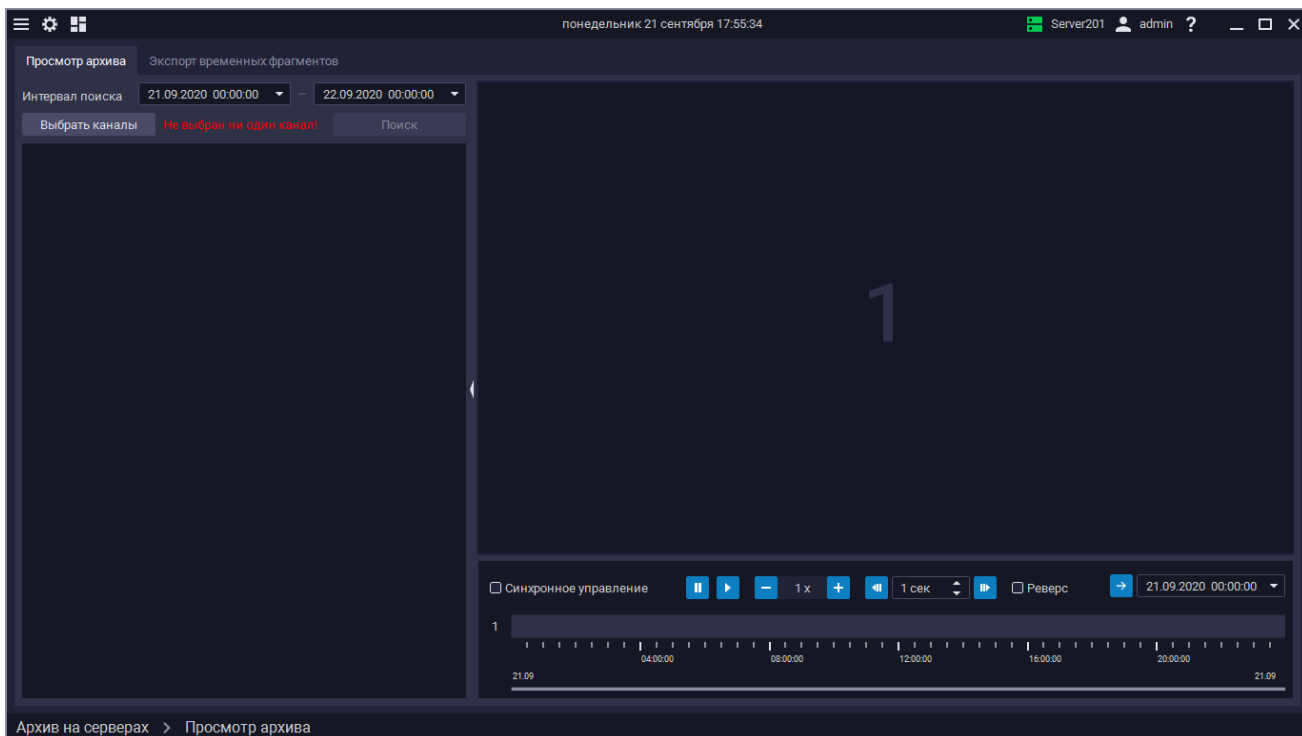 понедельник 21 сентября 17:55:34 Server201 admin ?
Просмотр архива Экспорт временных фрагментов
Интервал поиска 21.09.2020 00:00:00 – 22.09.2020 00:00:00
Выбрать каналы Не выбран ни один канал! Поиск
1
Синхронное управление 1 x 1 сек Реверс 21.09.2020 00:00:00
1
04:00:00 08:00:00 12:00:00 16:00:00 20:00:00
21.09 21.09
Архив на серверах > Просмотр архива